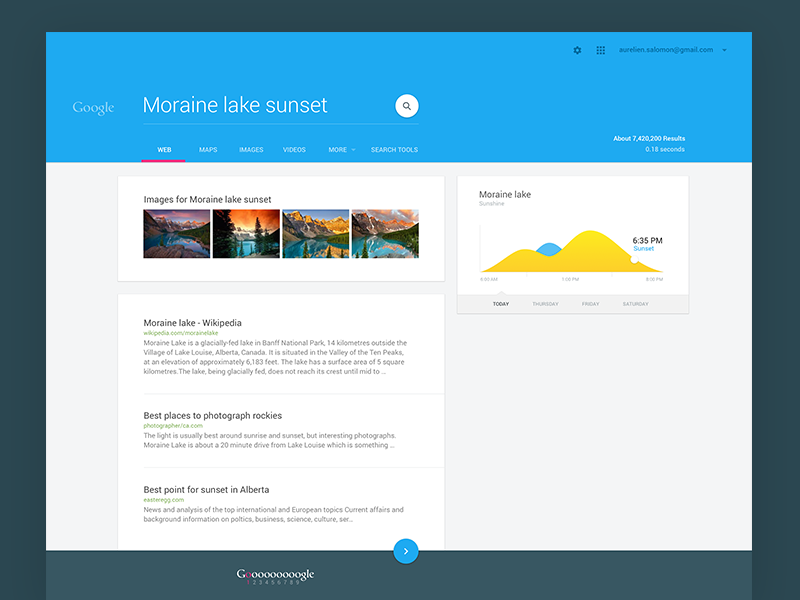 aurelien.salomon@gmail.com
Google
Moraine lake sunset
About 7,420,200 Results
0.18 seconds
WEB MAPS IMAGES VIDEOS MORE SEARCH TOOLS
Images for Moraine lake sunset
Moraine lake
Sunshine
6:35 PM
Sunset
6:50 AM 1:00 PM 8:00 PM
TODAY THURSDAY FRIDAY SATURDAY
Moraine lake - Wikipedia
wikipedia.com/morainelake
Moraine Lake is a glacially-fed lake in Banff National Park, 14 kilometres outside the
Village of Lake Louise, Alberta, Canada. It is situated in the Valley of the Ten Peaks,
at an elevation of approximately 6,183 feet. The lake has a surface area of 5 square
kilometres.The lake, being glacially fed, does not reach its crest until mid to ...
Best places to photograph rockies
photographer/ca.com
The light is usually best around sunrise and sunset, but interesting photographs.
Moraine Lake is about a 20 minute drive from Lake Louise which is something ...
Best point for sunset in Alberta
easteregg.com
News and analysis of the top international and European topics Current affairs and
background information on poltics, business, science, culture, ser...
Gooooooooogle
1 2 3 4 5 6 7 8 9